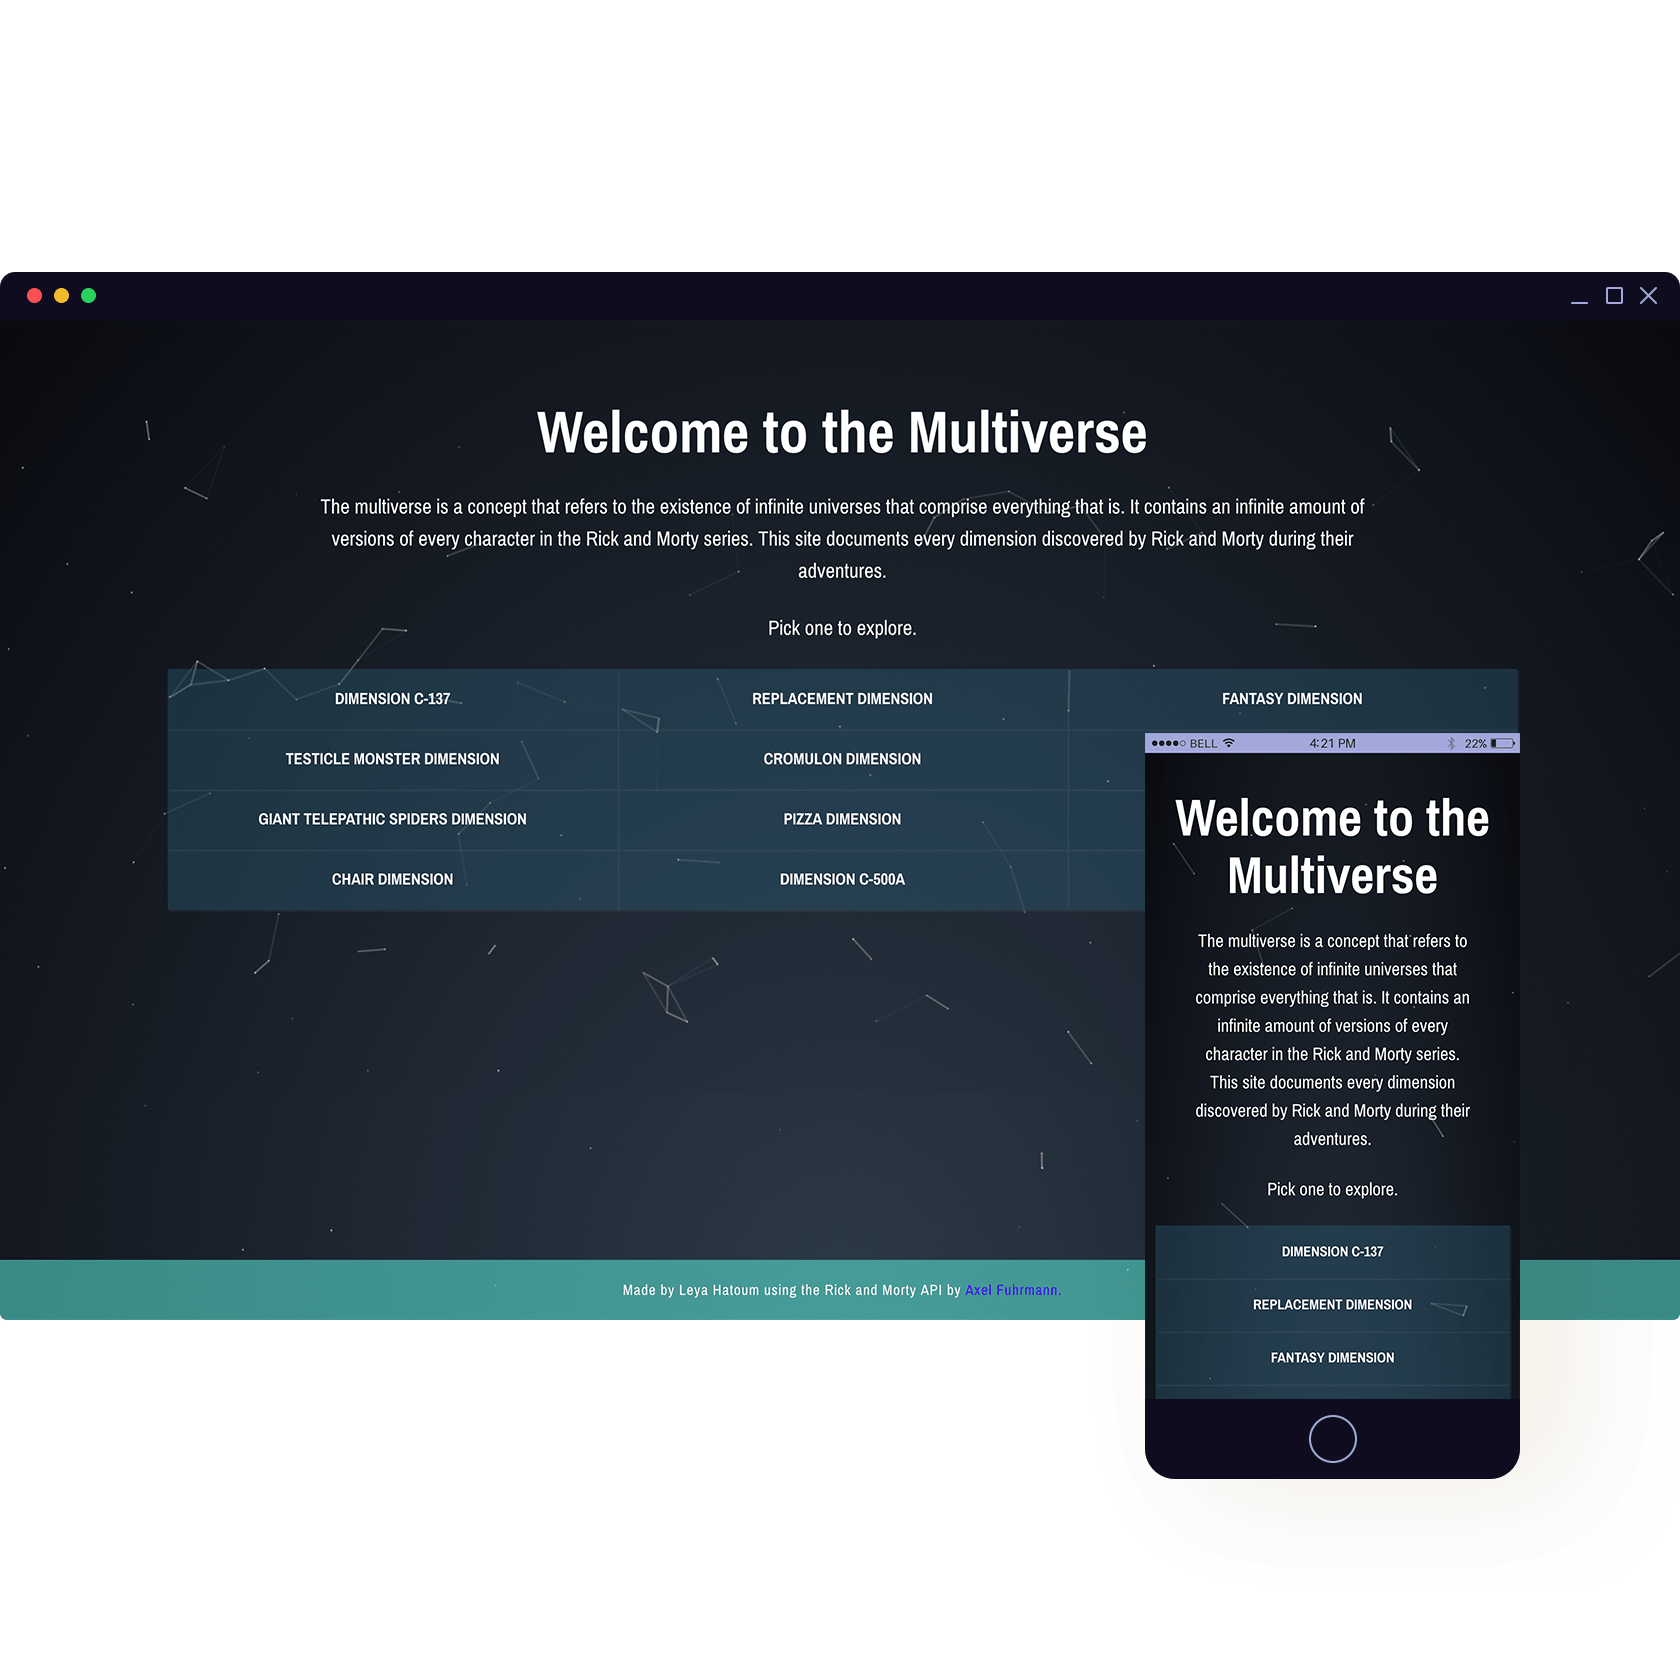 Welcome to the Multiverse
The multiverse is a concept that refers to the existence of infinite universes that comprise everything that is. It contains an infinite amount of
versions of every character in the Rick and Morty series. This site documents every dimension discovered by Rick and Morty during their
adventures.
Pick one to explore.
DIMENSION C-137
REPLACEMENT DIMENSION
FANTASY DIMENSION
TESTICLE MONSTER DIMENSION
CROMULON DIMENSION
GIANT TELEPATHIC SPIDERS DIMENSION
PIZZA DIMENSION
CHAIR DIMENSION
DIMENSION C-500A
Made by Leya Hatoum using the Rick and Morty API by Axel Fuhrmann.
BELL 4:21 PM 22%
Welcome to the
Multiverse
The multiverse is a concept that refers to
the existence of infinite universes that
comprise everything that is. It contains an
infinite amount of versions of every
character in the Rick and Morty series.
This site documents every dimension
discovered by Rick and Morty during their
adventures.
Pick one to explore.
DIMENSION C-137
REPLACEMENT DIMENSION
FANTASY DIMENSION